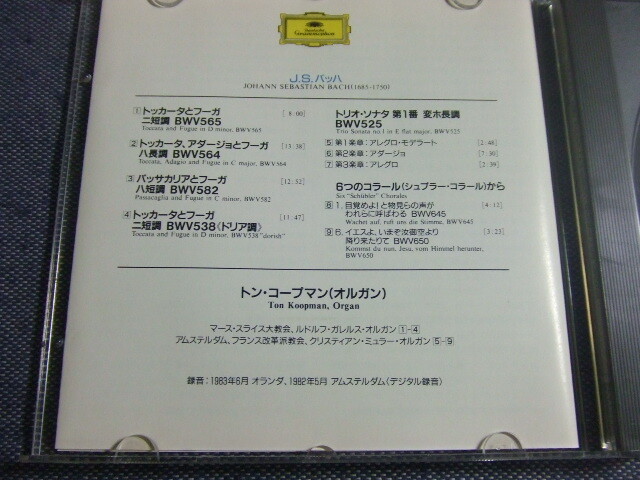 Deutsche Grammophon
J.S.バッハ
JOHANN SEBASTIAN BACH(1685-1750)
1 トッカータとフーガ [8:00]
ニ短調 BWV565
Toccata and Fugue in D minor, BWV565
2 トッカータ、アダージョとフーガ [13:38]
ハ長調 BWV564
Toccata, Adagio and Fugue in C major, BWV564
3 パッサカリアとフーガ [12:52]
ハ短調 BWV582
Passacaglia and Fugue in C minor, BWV582
4 トッカータとフーガ [11:47]
ニ短調 BWV538《ドリア調》
Toccata and Fugue in D minor, BWV538"dorish"
トリオ・ソナタ 第1番 変ホ長調
BWV525
Trio Sonata no.1 in E flat major, BWV525
5 第1楽章:アレグロ・モデラート [2:48]
6 第2楽章:アダージョ [7:30]
7 第3楽章:アレグロ [2:39]
6つのコラール(シュプラー・コラール)から
Six "Schübler" Chorales
8 1. 目覚めよ!と物見らの声が [4:12]
われらに呼ばわる BWV645
Wachet auf, ruft uns die Stimme, BWV645
9 6. イエスよ、いまぞ汝御空より [3:23]
降り来たりて BWV650
Kommst du nun, Jesu, vom Himmel herunter,
BWV650
トン・コープマン(オルガン)
Ton Koopman, Organ
マース・スライス大教会、ルドルフ・ガレルス・オルガン 1-4
アムステルダム、フランス改革派教会、クリスティアン・ミュラー・オルガン 5-9
録音:1983年6月 オランダ、1982年5月 アムステルダム(デジタル録音)